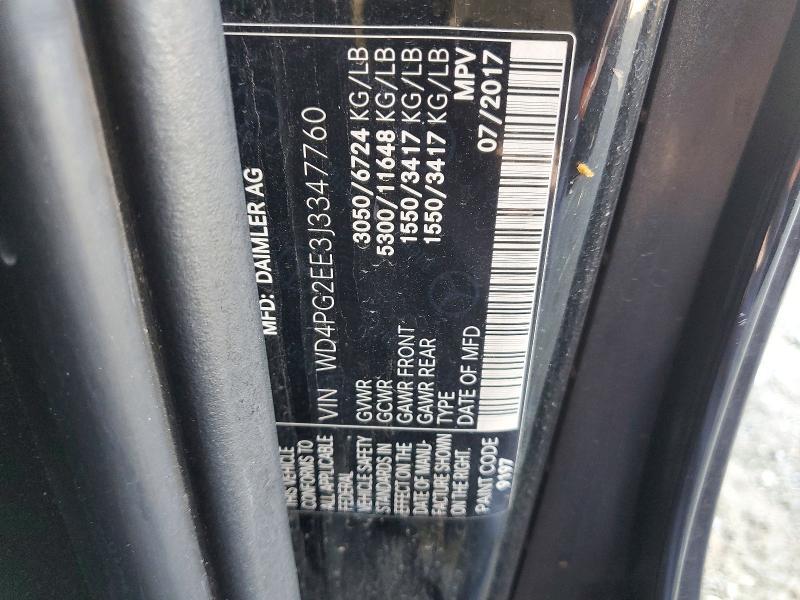 MFD: DAIMLER AG
VIN WD4PG2EE3J3347760
GVWR 3050/6724 KG/LB
GCWR 5300/11648 KG/LB
GAWR FRONT 1550/3417 KG/LB
GAWR REAR 1550/3417 KG/LB
TYPE MPV
DATE OF MFD 07/2017
THIS VEHICLE
CONFORMS TO
ALL APPLICABLE
FEDERAL
VEHICLE SAFETY
STANDARDS IN
EFFECT ON THE
DATE OF MANU-
FACTURE SHOWN
ON THE RIGHT.
PAINT CODE
9197